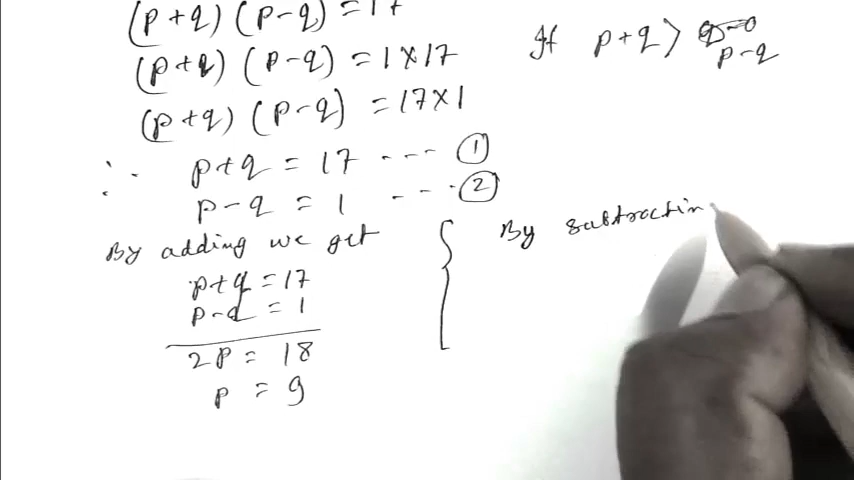 (p+q) (p-q) = 17
(p+q) (p-q) = 1×17
(p+q) (p-q) = 17×1
∴ p+q = 17 --- ①
p-q = 1 --- ②
By adding we get
p+q = 17
p-q = 1
2p = 18
p = 9
If p+q >
p-q
By subtractin